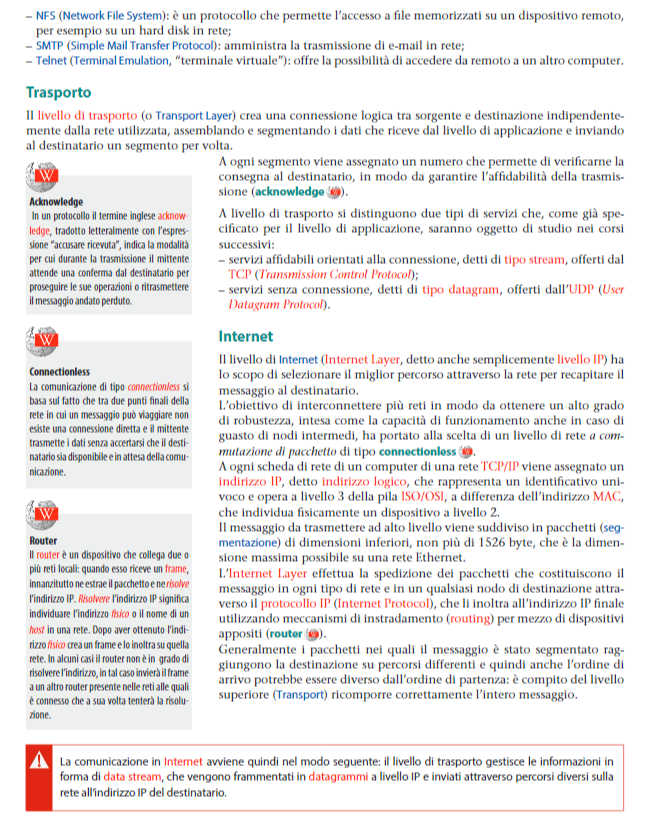 – NFS (Network File System): è un protocollo che permette l'accesso a file memorizzati su un dispositivo remoto,
per esempio su un hard disk in rete;
– SMTP (Simple Mail Transfer Protocol): amministra la trasmissione di e-mail in rete;
– Telnet (Terminal Emulation, "terminale virtuale"): offre la possibilità di accedere da remoto a un altro computer.
Trasporto
Il livello di trasporto (o Transport Layer) crea una connessione logica tra sorgente e destinazione indipendente-
mente dalla rete utilizzata, assemblando e segmentando i dati che riceve dal livello di applicazione e inviando
al destinatario un segmento per volta.
A ogni segmento viene assegnato un numero che permette di verificarne la
consegna al destinatario, in modo da garantire l'affidabilità della trasmis-
sione (acknowledge W).
A livello di trasporto si distinguono due tipi di servizi che, come già spe-
cificato per il livello di applicazione, saranno oggetto di studio nei corsi
successivi:
– servizi affidabili orientati alla connessione, detti di tipo stream, offerti dal
TCP (Transmission Control Protocol);
– servizi senza connessione, detti di tipo datagram, offerti dall'UDP (User
Datagram Protocol).
W
Acknowledge
In un protocollo il termine inglese acknow-
ledge, tradotto letteralmente con l'espres-
sione "accusare ricevuta", indica la modalità
per cui durante la trasmissione il mittente
attende una conferma dal destinatario per
proseguire le sue operazioni o ritrasmettere
il messaggio andato perduto.
Internet
Il livello di Internet (Internet Layer, detto anche semplicemente livello IP) ha
lo scopo di selezionare il miglior percorso attraverso la rete per recapitare il
messaggio al destinatario.
L'obiettivo di interconnettere più reti in modo da ottenere un alto grado
di robustezza, intesa come la capacità di funzionamento anche in caso di
guasto di nodi intermedi, ha portato alla scelta di un livello di rete a com-
mutazione di pacchetto di tipo connectionless W.
A ogni scheda di rete di un computer di una rete TCP/IP viene assegnato un
indirizzo IP, detto indirizzo logico, che rappresenta un identificativo uni-
voco e opera a livello 3 della pila ISO/OSI, a differenza dell'indirizzo MAC,
che individua fisicamente un dispositivo a livello 2.
Il messaggio da trasmettere ad alto livello viene suddiviso in pacchetti (seg-
mentazione) di dimensioni inferiori, non più di 1526 byte, che è la dimen-
sione massima possibile su una rete Ethernet.
L'Internet Layer effettua la spedizione dei pacchetti che costituiscono il
messaggio in ogni tipo di rete e in un qualsiasi nodo di destinazione attra-
verso il protocollo IP (Internet Protocol), che li inoltra all'indirizzo IP finale
utilizzando meccanismi di instradamento (routing) per mezzo di dispositivi
appositi (router W).
Generalmente i pacchetti nei quali il messaggio è stato segmentato rag-
giungono la destinazione su percorsi differenti e quindi anche l'ordine di
arrivo potrebbe essere diverso dall'ordine di partenza: è compito del livello
superiore (Transport) ricomporre correttamente l'intero messaggio.
W
Connectionless
La comunicazione di tipo connectionless si
basa sul fatto che tra due punti finali della
rete in cui un messaggio può viaggiare non
esiste una connessione diretta e il mittente
trasmette i dati senza accertarsi che il desti-
natario sia disponibile e in attesa della comu-
nicazione.
W
Router
Il router è un dispositivo che collega due o
più reti locali: quando esso riceve un frame,
innanzitutto ne estrae il pacchetto e ne risolve
l'indirizzo IP. Risolvere l'indirizzo IP significa
individuare l'indirizzo fisico o il nome di un
host in una rete. Dopo aver ottenuto l'indi-
rizzo fisico crea un frame e lo inoltra su quella
rete. In alcuni casi il router non è in grado di
risolvere l'indirizzo, in tal caso invierà il frame
a un altro router presente nelle reti alle quali
è connesso che a sua volta tenterà la risolu-
zione.
La comunicazione in Internet avviene quindi nel modo seguente: il livello di trasporto gestisce le informazioni in
forma di data stream, che vengono frammentati in datagrammi a livello IP e inviati attraverso percorsi diversi sulla
rete all'indirizzo IP del destinatario.